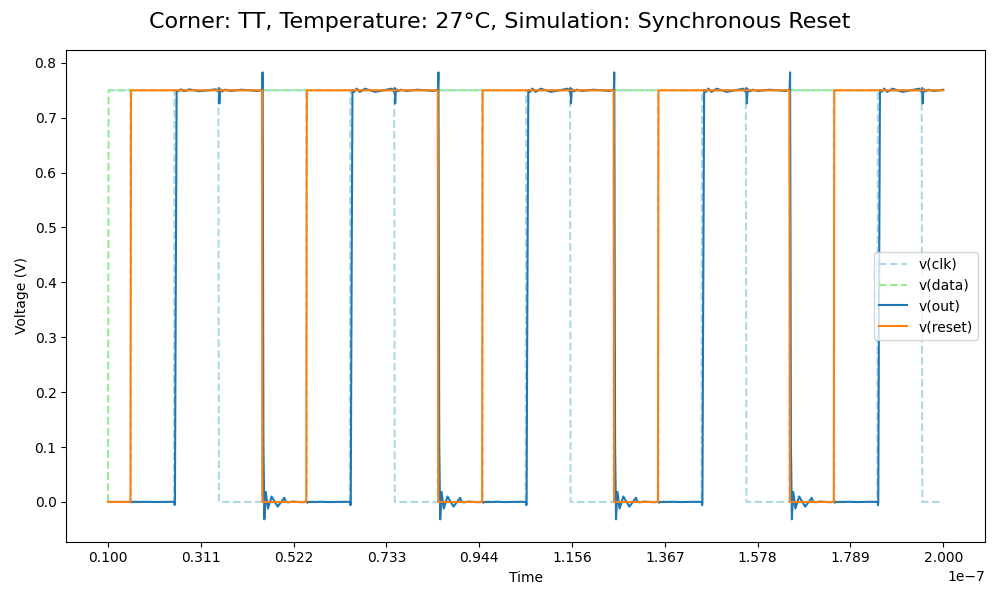 Corner: TT, Temperature: 27°C, Simulation: Synchronous Reset
0.8
0.7
0.6
0.5
0.4
0.3
0.2
0.1
0.0
Voltage (V)
v(clk)
v(data)
v(out)
v(reset)
0.100 0.311 0.522 0.733 0.944 1.156 1.367 1.578 1.789 2.000
1e−7
Time